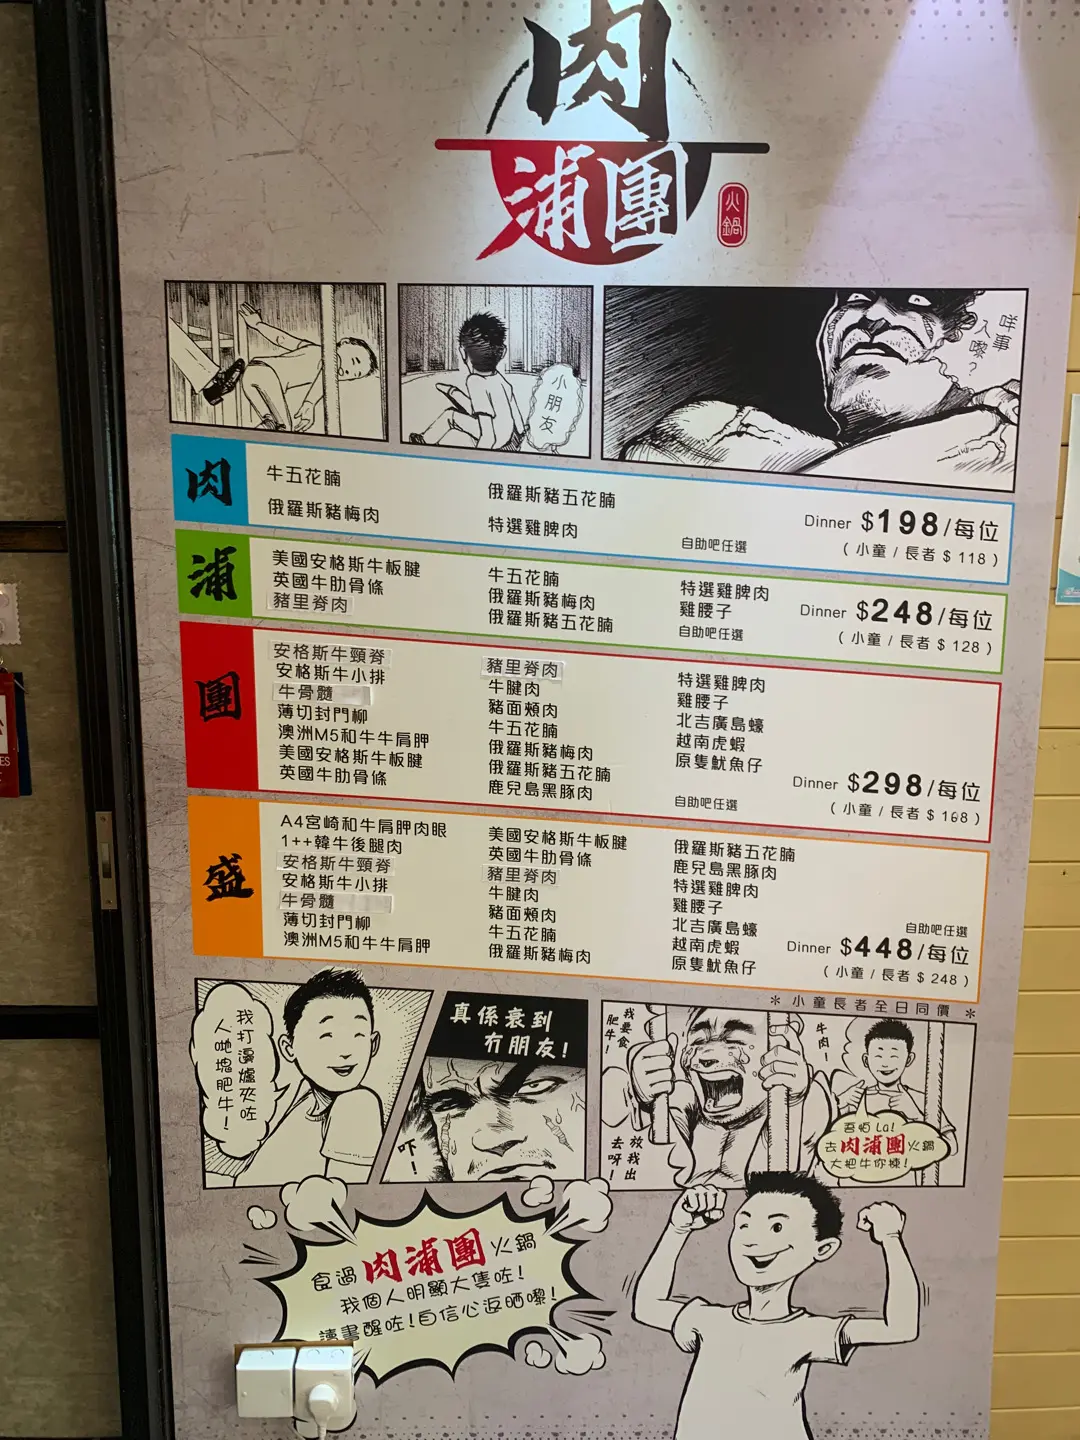 肉
浦團
火鍋
小朋友
咩事
入嚟？
肉
牛五花腩
俄羅斯豬梅肉
俄羅斯豬五花腩
特選雞脾肉
自助吧任選
Dinner $198/每位
( 小童 / 長者 $ 118 )
浦
美國安格斯牛板腱
英國牛肋骨條
豬里脊肉
牛五花腩
俄羅斯豬梅肉
俄羅斯豬五花腩
特選雞脾肉
雞腰子
自助吧任選
Dinner $248/每位
( 小童 / 長者 $ 128 )
團
安格斯牛頸脊
安格斯牛小排
牛骨髓
薄切封門柳
澳洲M5和牛牛肩胛
美國安格斯牛板腱
英國牛肋骨條
豬里脊肉
牛腱肉
豬面頰肉
牛五花腩
俄羅斯豬梅肉
俄羅斯豬五花腩
鹿兒島黑豚肉
特選雞脾肉
雞腰子
北吉廣島蠔
越南虎蝦
原隻魷魚仔
自助吧任選
Dinner $298/每位
( 小童 / 長者 $ 168 )
盛
A4宮崎和牛肩胛肉眼
1++韓牛後腿肉
安格斯牛頸脊
安格斯牛小排
牛骨髓
薄切封門柳
澳洲M5和牛牛肩胛
美國安格斯牛板腱
英國牛肋骨條
豬里脊肉
牛腱肉
豬面頰肉
牛五花腩
俄羅斯豬梅肉
俄羅斯豬五花腩
鹿兒島黑豚肉
特選雞脾肉
雞腰子
北吉廣島蠔
越南虎蝦
原隻魷魚仔
自助吧任選
Dinner $448/每位
( 小童 / 長者 $ 248 )
＊ 小童長者全日同價 ＊
我打邊爐夾咗
人哋塊肥牛！
真係衰到
冇朋友！
吓！
我要食
肥牛！
放我出
去呀！
牛肉！
La!
去肉浦團火鍋
大把牛你揀！
食過肉浦團火鍋
我個人明顯大隻咗！
讀書醒咗！自信心返晒嚟！